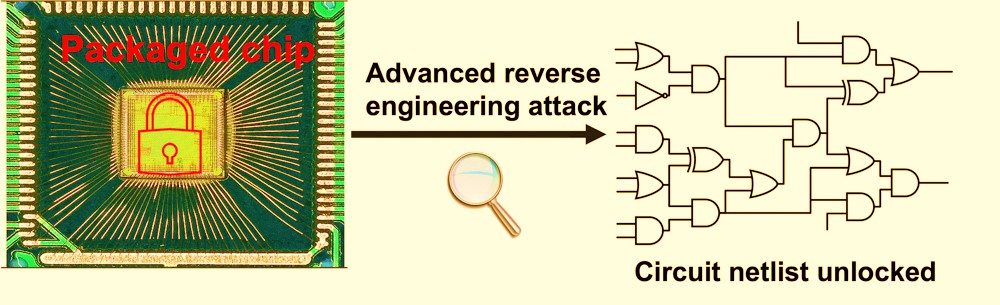 Packaged chip
Advanced reverse
engineering attack
Circuit netlist unlocked